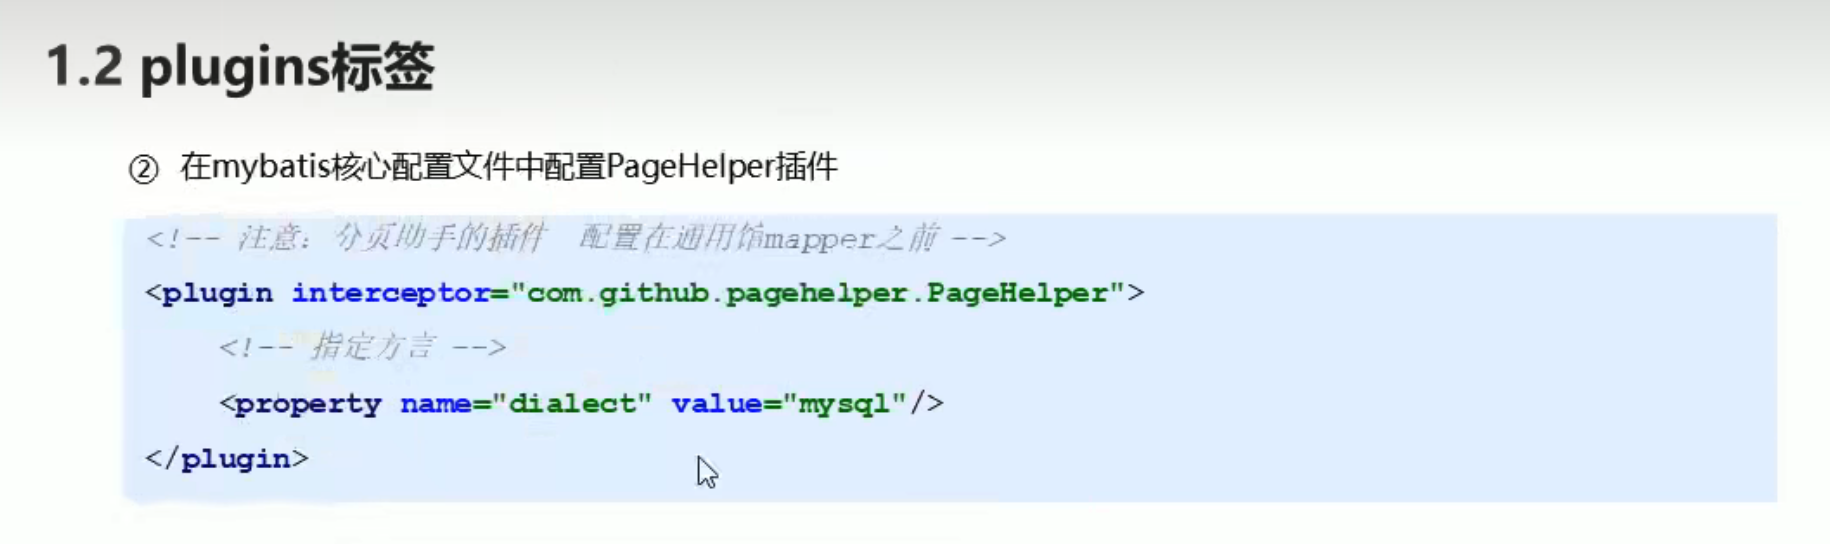 1.2 plugins标签
② 在mybatis核心配置文件中配置PageHelper插件
<!-- 注意：分页助手的插件 配置在通用馆mapper之前 -->
<plugin interceptor="com.github.pagehelper.PageHelper">
<!-- 指定方言 -->
<property name="dialect" value="mysql"/>
</plugin>